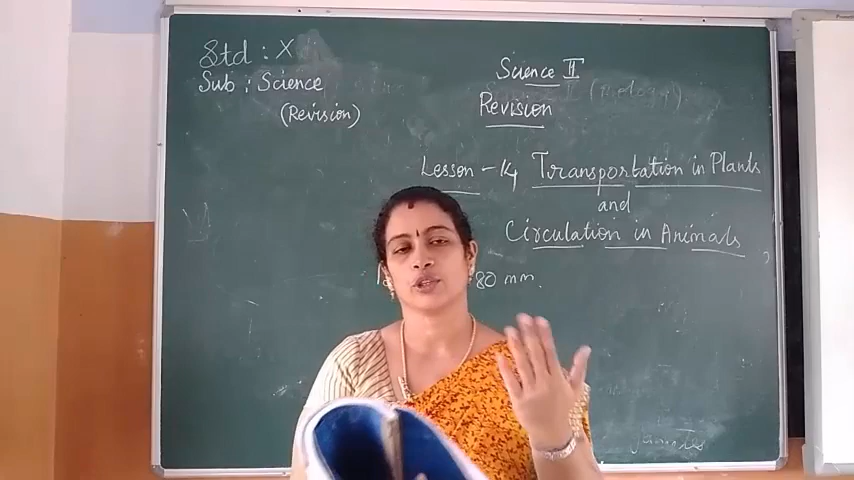 Std : X
Sub : Science
(Revision)
Science II
Revision
Lesson - 14 Transportation in Plants
and
Circulation in Animals
80 mm.